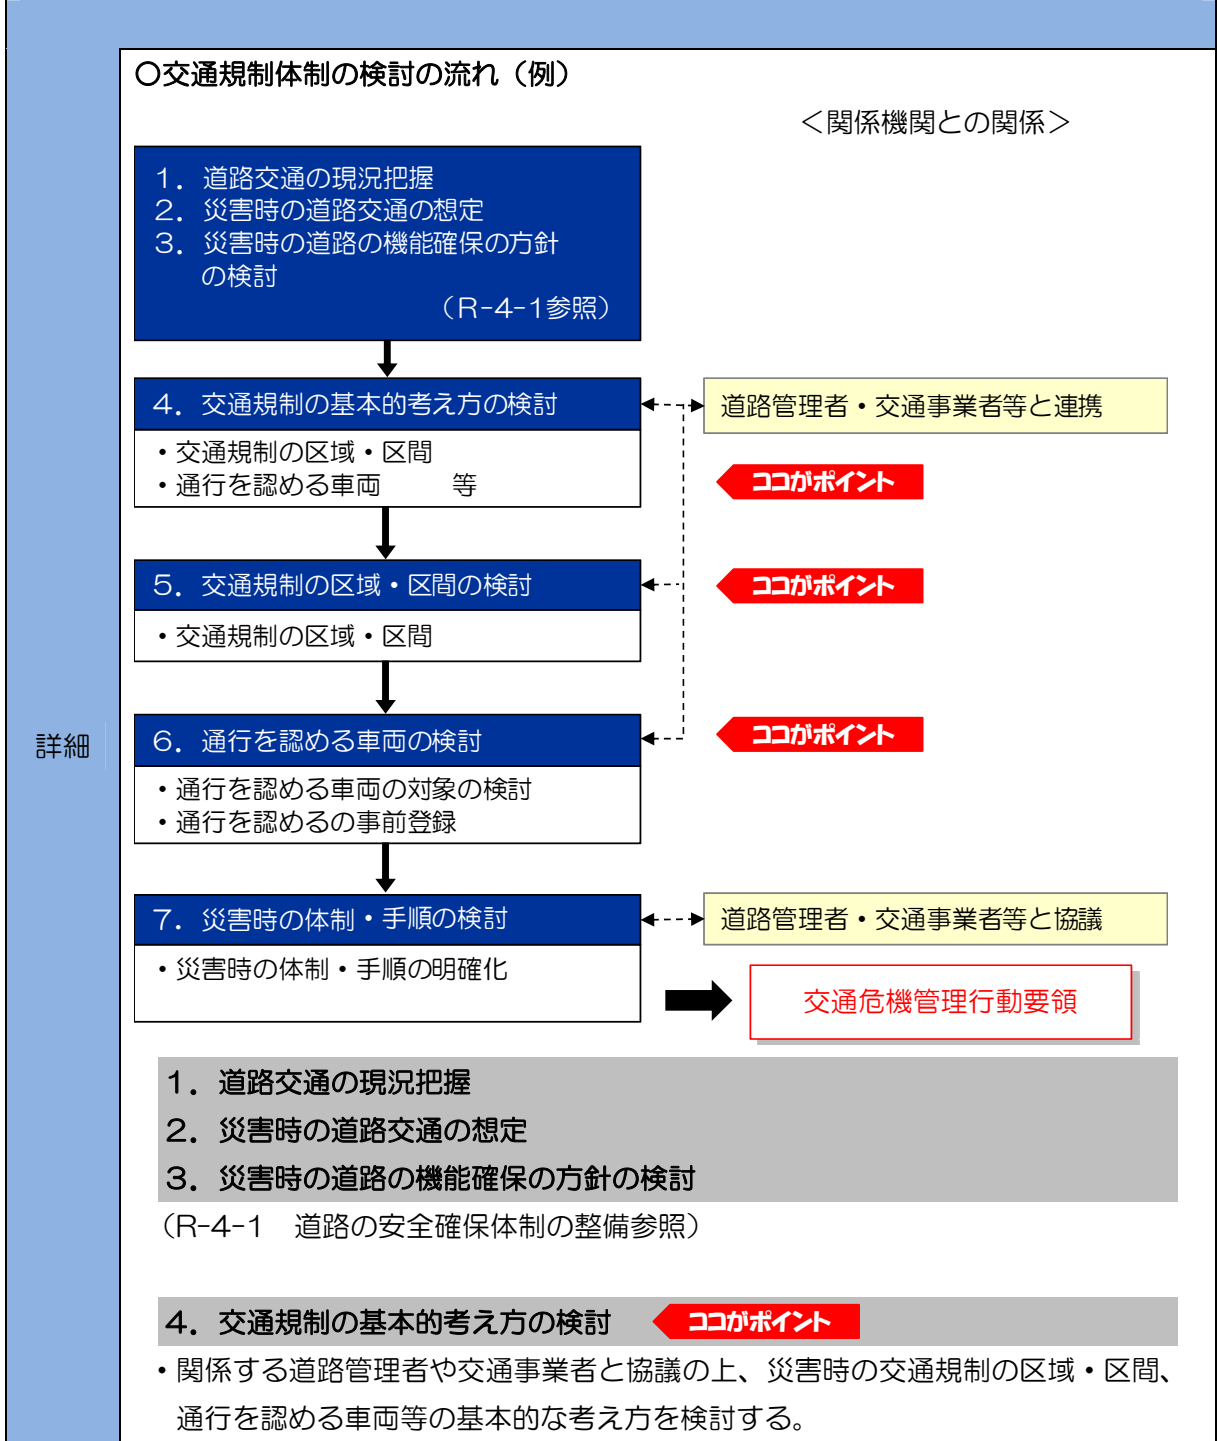 〇交通規制体制の検討の流れ（例）
＜関係機関との関係＞
１．道路交通の現況把握
２．災害時の道路交通の想定
３．災害時の道路の機能確保の方針
の検討
（R-4-1参照）
４．交通規制の基本的考え方の検討
道路管理者・交通事業者等と連携
・交通規制の区域・区間
・通行を認める車両　　等
ココがポイント
５．交通規制の区域・区間の検討
ココがポイント
・交通規制の区域・区間
６．通行を認める車両の検討
ココがポイント
詳細
・通行を認める車両の対象の検討
・通行を認めるの事前登録
７．災害時の体制・手順の検討
道路管理者・交通事業者等と協議
・災害時の体制・手順の明確化
交通危機管理行動要領
１．道路交通の現況把握
２．災害時の道路交通の想定
３．災害時の道路の機能確保の方針の検討
（R-4-1　道路の安全確保体制の整備参照）
４．交通規制の基本的考え方の検討　ココがポイント
・関係する道路管理者や交通事業者と協議の上、災害時の交通規制の区域・区間、
通行を認める車両等の基本的な考え方を検討する。